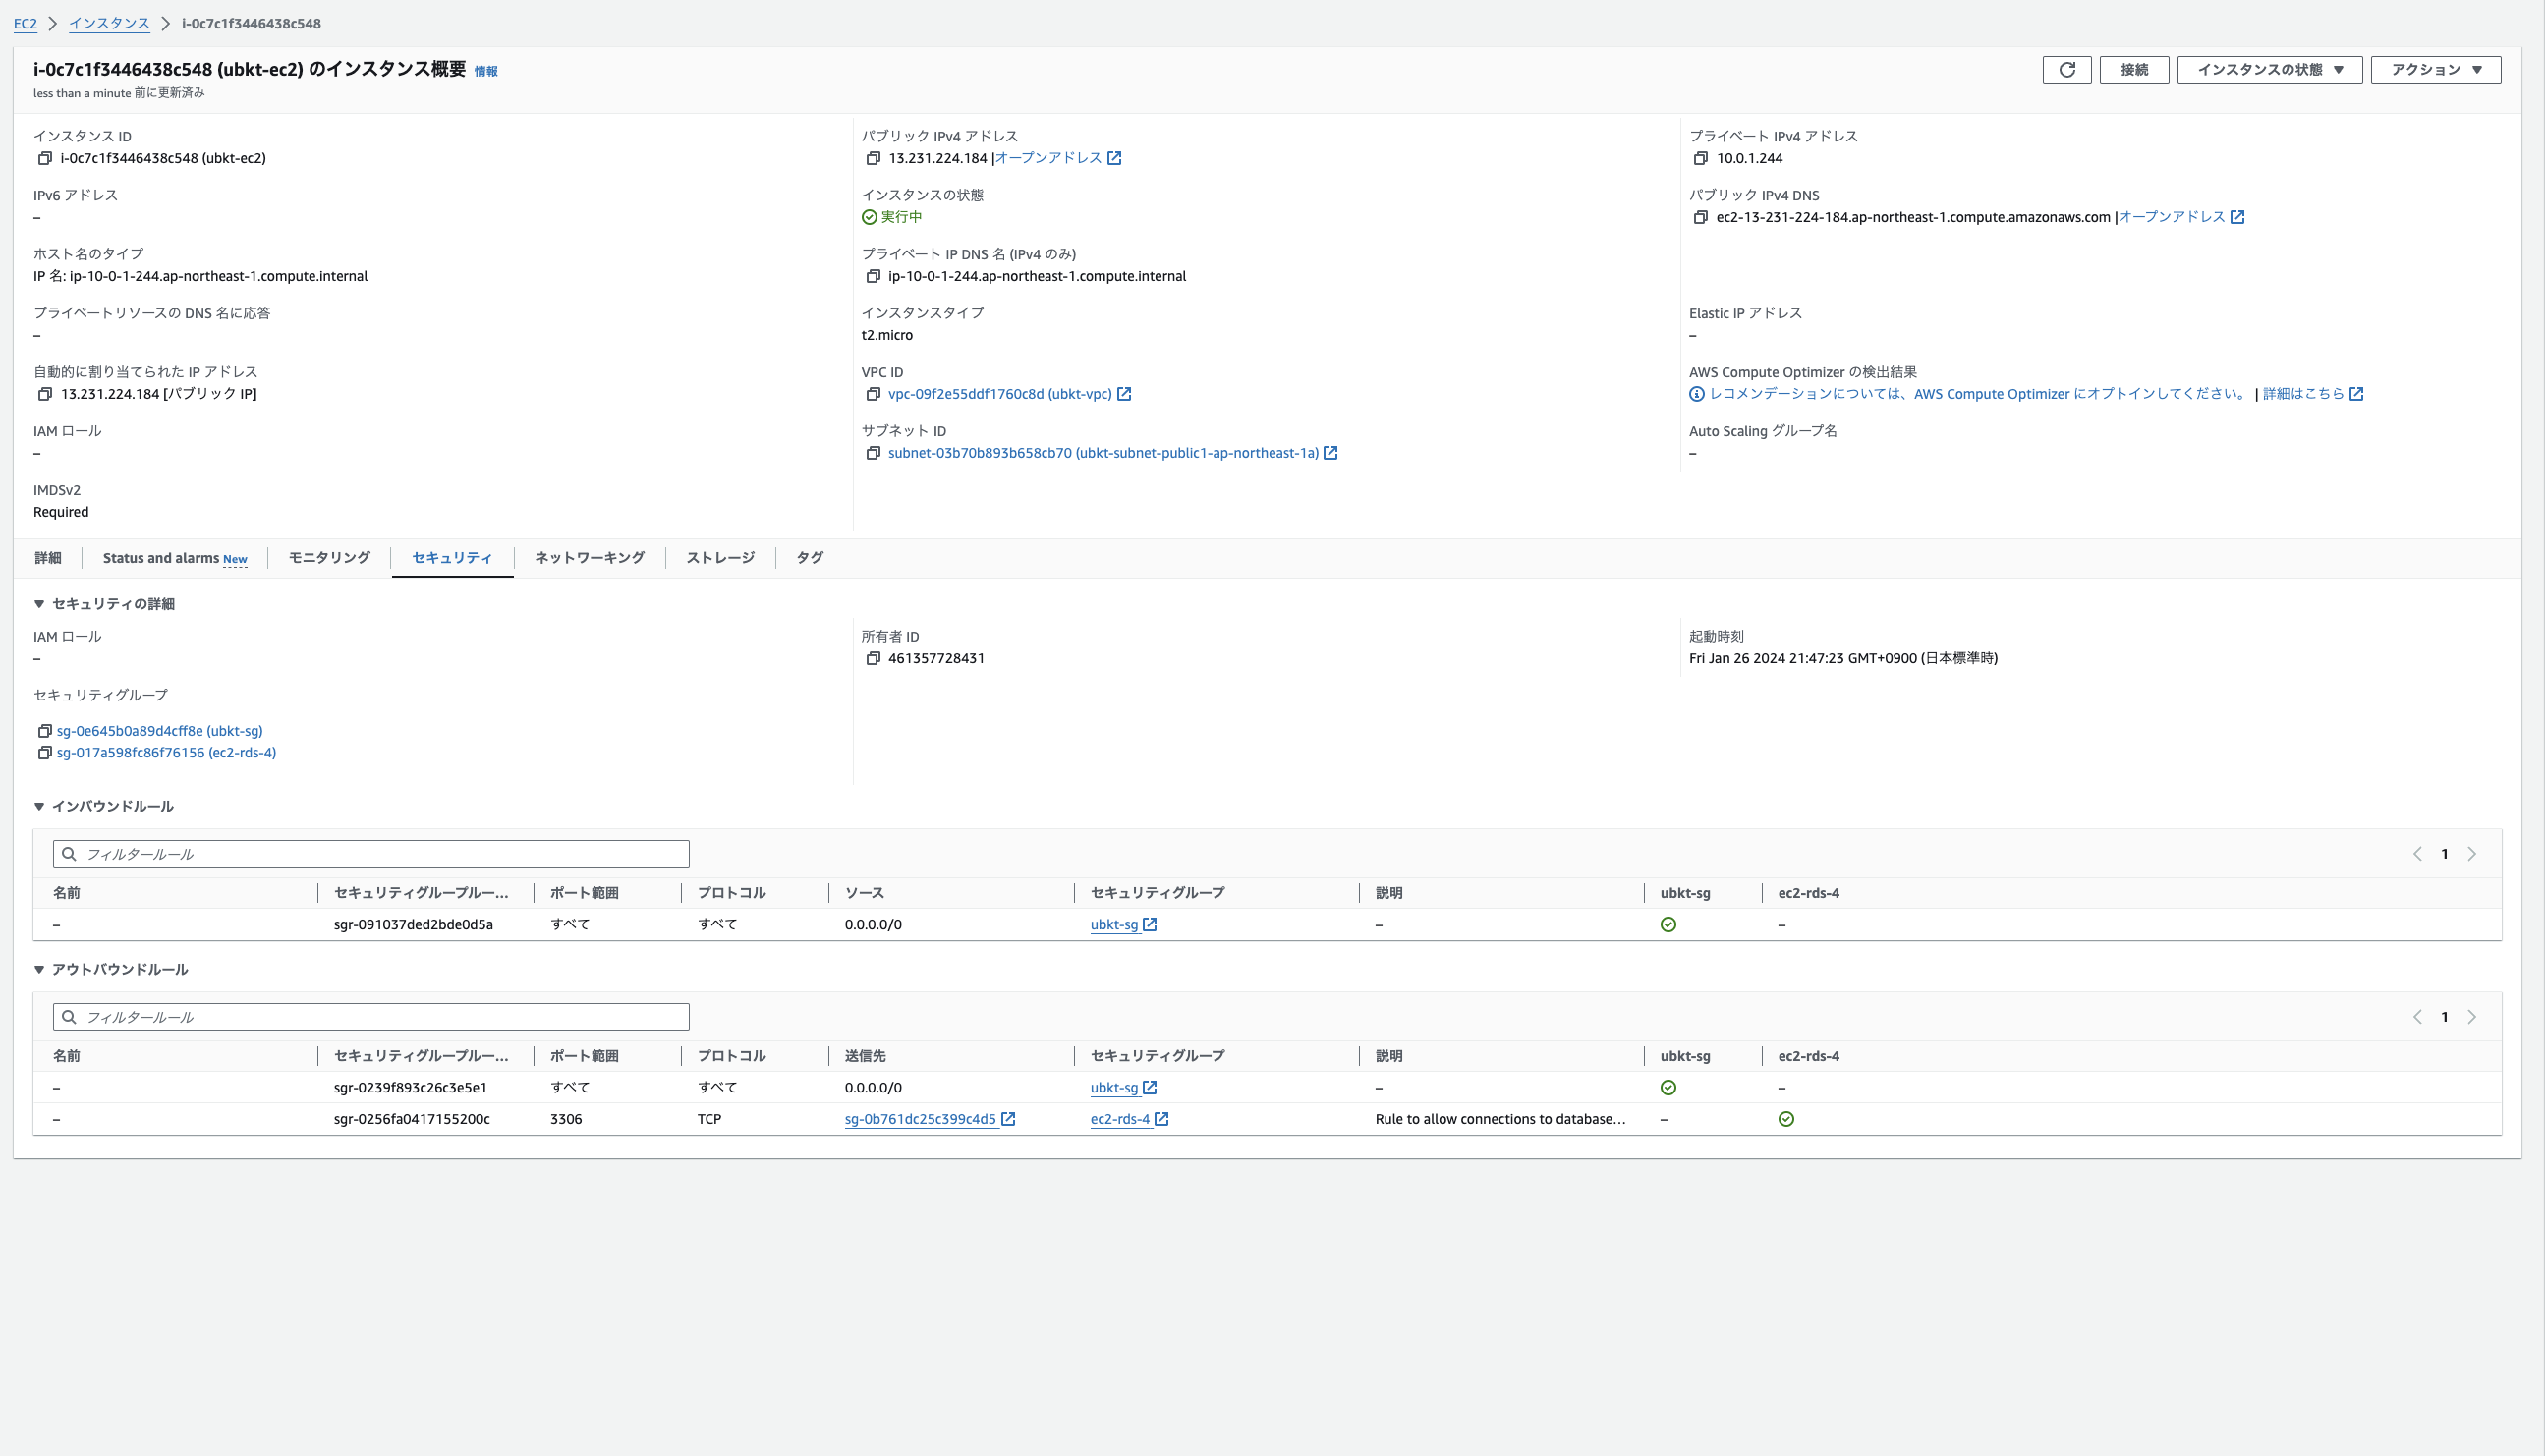 EC2 > インスタンス > i-0c7c1f3446438c548
i-0c7c1f3446438c548 (ubkt-ec2) のインスタンス概要 情報
less than a minute 前に更新済み
接続 インスタンスの状態 ▼ アクション ▼
インスタンス ID
i-0c7c1f3446438c548 (ubkt-ec2)
パブリック IPv4 アドレス
13.231.224.184 |オープンアドレス
プライベート IPv4 アドレス
10.0.1.244
IPv6 アドレス
–
インスタンスの状態
実行中
パブリック IPv4 DNS
ec2-13-231-224-184.ap-northeast-1.compute.amazonaws.com |オープンアドレス
ホスト名のタイプ
IP 名: ip-10-0-1-244.ap-northeast-1.compute.internal
プライベート IP DNS 名 (IPv4 のみ)
ip-10-0-1-244.ap-northeast-1.compute.internal
プライベートリソースの DNS 名に応答
–
インスタンスタイプ
t2.micro
Elastic IP アドレス
–
自動的に割り当てられた IP アドレス
13.231.224.184 [パブリック IP]
VPC ID
vpc-09f2e55ddf1760c8d (ubkt-vpc)
AWS Compute Optimizer の検出結果
レコメンデーションについては、AWS Compute Optimizer にオプトインしてください。 | 詳細はこちら
IAM ロール
–
サブネット ID
subnet-03b70b893b658cb70 (ubkt-subnet-public1-ap-northeast-1a)
Auto Scaling グループ名
–
IMDSv2
Required
詳細 Status and alarms New モニタリング セキュリティ ネットワーキング ストレージ タグ
▼ セキュリティの詳細
IAM ロール
–
所有者 ID
461357728431
起動時刻
Fri Jan 26 2024 21:47:23 GMT+0900 (日本標準時)
セキュリティグループ
sg-0e645b0a89d4cff8e (ubkt-sg)
sg-017a598fc86f76156 (ec2-rds-4)
▼ インバウンドルール
フィルタールール
1
名前 セキュリティグループルー... ポート範囲 プロトコル ソース セキュリティグループ 説明 ubkt-sg ec2-rds-4
– sgr-091037ded2bde0d5a すべて すべて 0.0.0.0/0 ubkt-sg – –
▼ アウトバウンドルール
フィルタールール
1
名前 セキュリティグループルー... ポート範囲 プロトコル 送信先 セキュリティグループ 説明 ubkt-sg ec2-rds-4
– sgr-0239f893c26c3e5e1 すべて すべて 0.0.0.0/0 ubkt-sg – –
– sgr-0256fa0417155200c 3306 TCP sg-0b761dc25c399c4d5 ec2-rds-4 Rule to allow connections to database... –